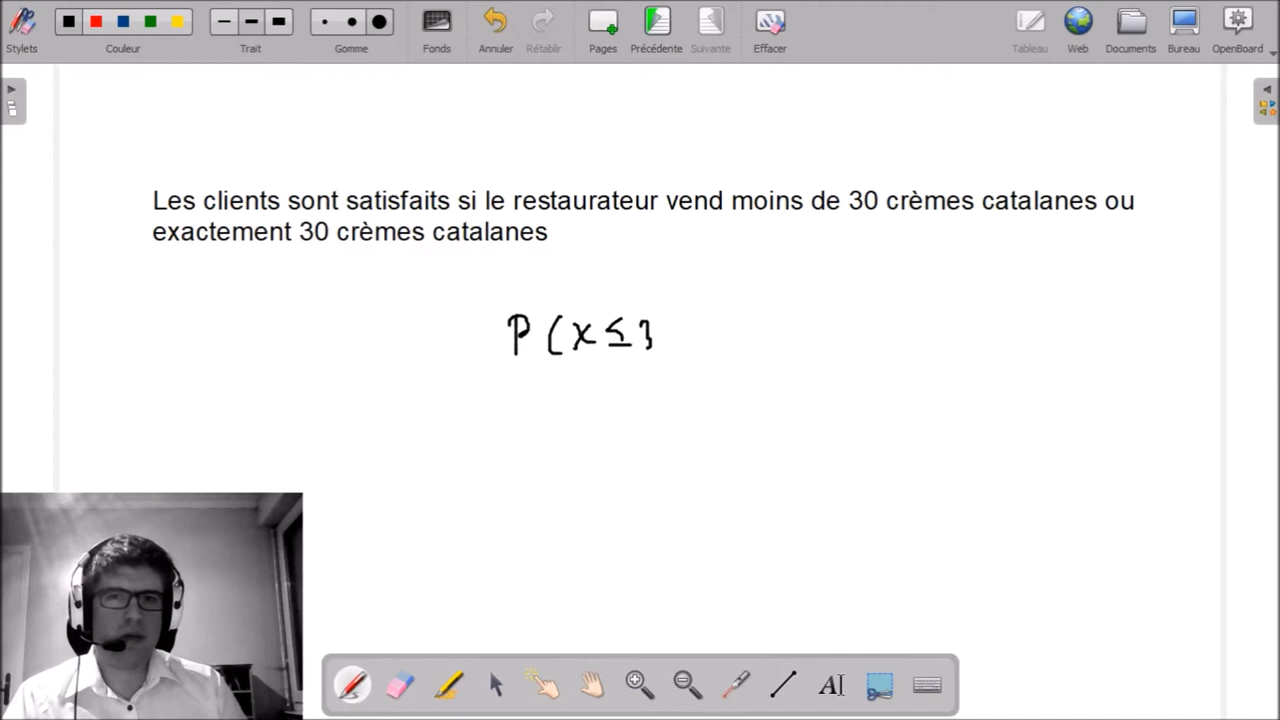 Stylets
Couleur
Trait
Gomme
Fonds
Annuler
Rétablir
Pages
Précédente
Suivante
Effacer
Tableau
Web
Documents
Bureau
OpenBoard
Les clients sont satisfaits si le restaurateur vend moins de 30 crèmes catalanes ou
exactement 30 crèmes catalanes
P(X≤3
AI